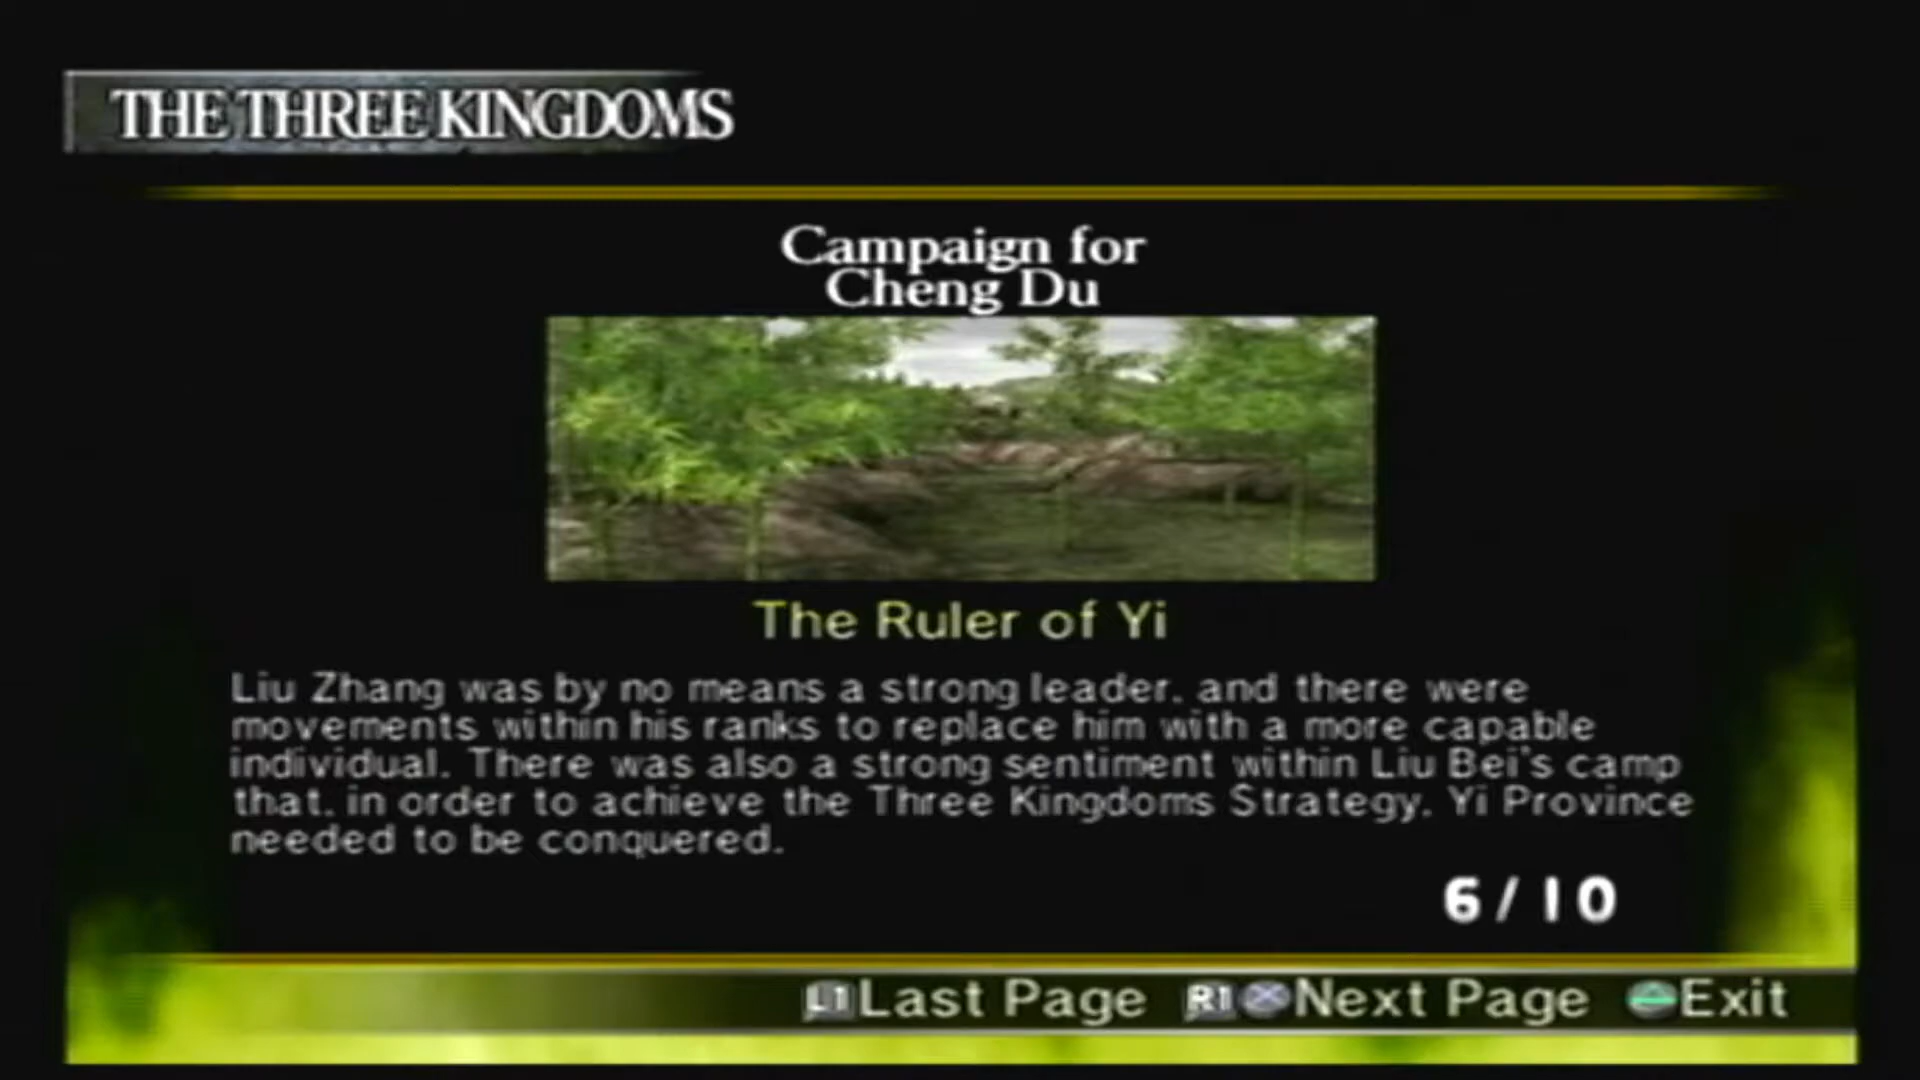 THE THREE KINGDOMS
Campaign for
Cheng Du
The Ruler of Yi
Liu Zhang was by no means a strong leader, and there were
movements within his ranks to replace him with a more capable
individual. There was also a strong sentiment within Liu Bei's camp
that, in order to achieve the Three Kingdoms Strategy, Yi Province
needed to be conquered.
6/10
L1 Last Page R1 Next Page Exit